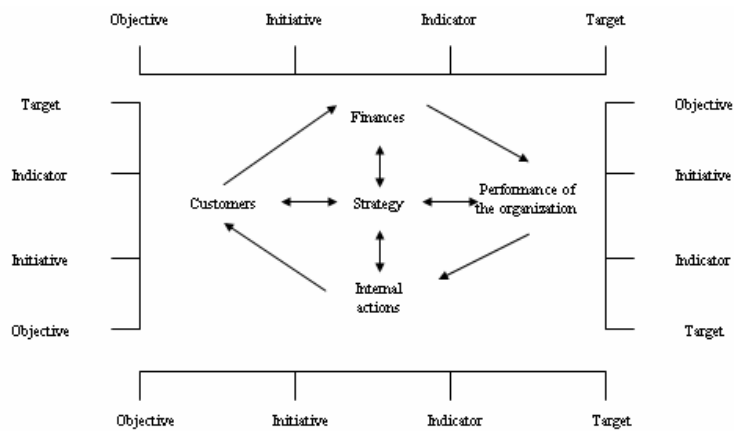 Objective Initiative Indicator Target
Target Objective
Finances
Indicator Initiative
Customers Strategy Performance of
the organization
Initiative Indicator
Internal
actions
Objective Target
Objective Initiative Indicator Target